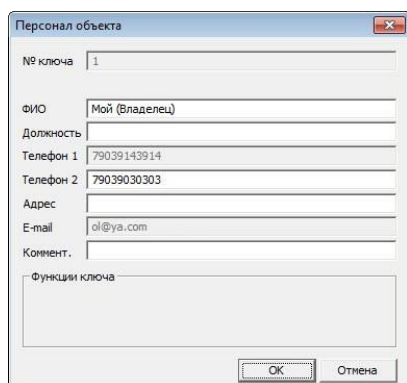 Персонал объекта
№ ключа 1
ФИО Мой (Владелец)
Должность
Телефон 1 79039143914
Телефон 2 79039030303
Адрес
E-mail ol@ya.com
Коммент.
Функции ключа
OK Отмена